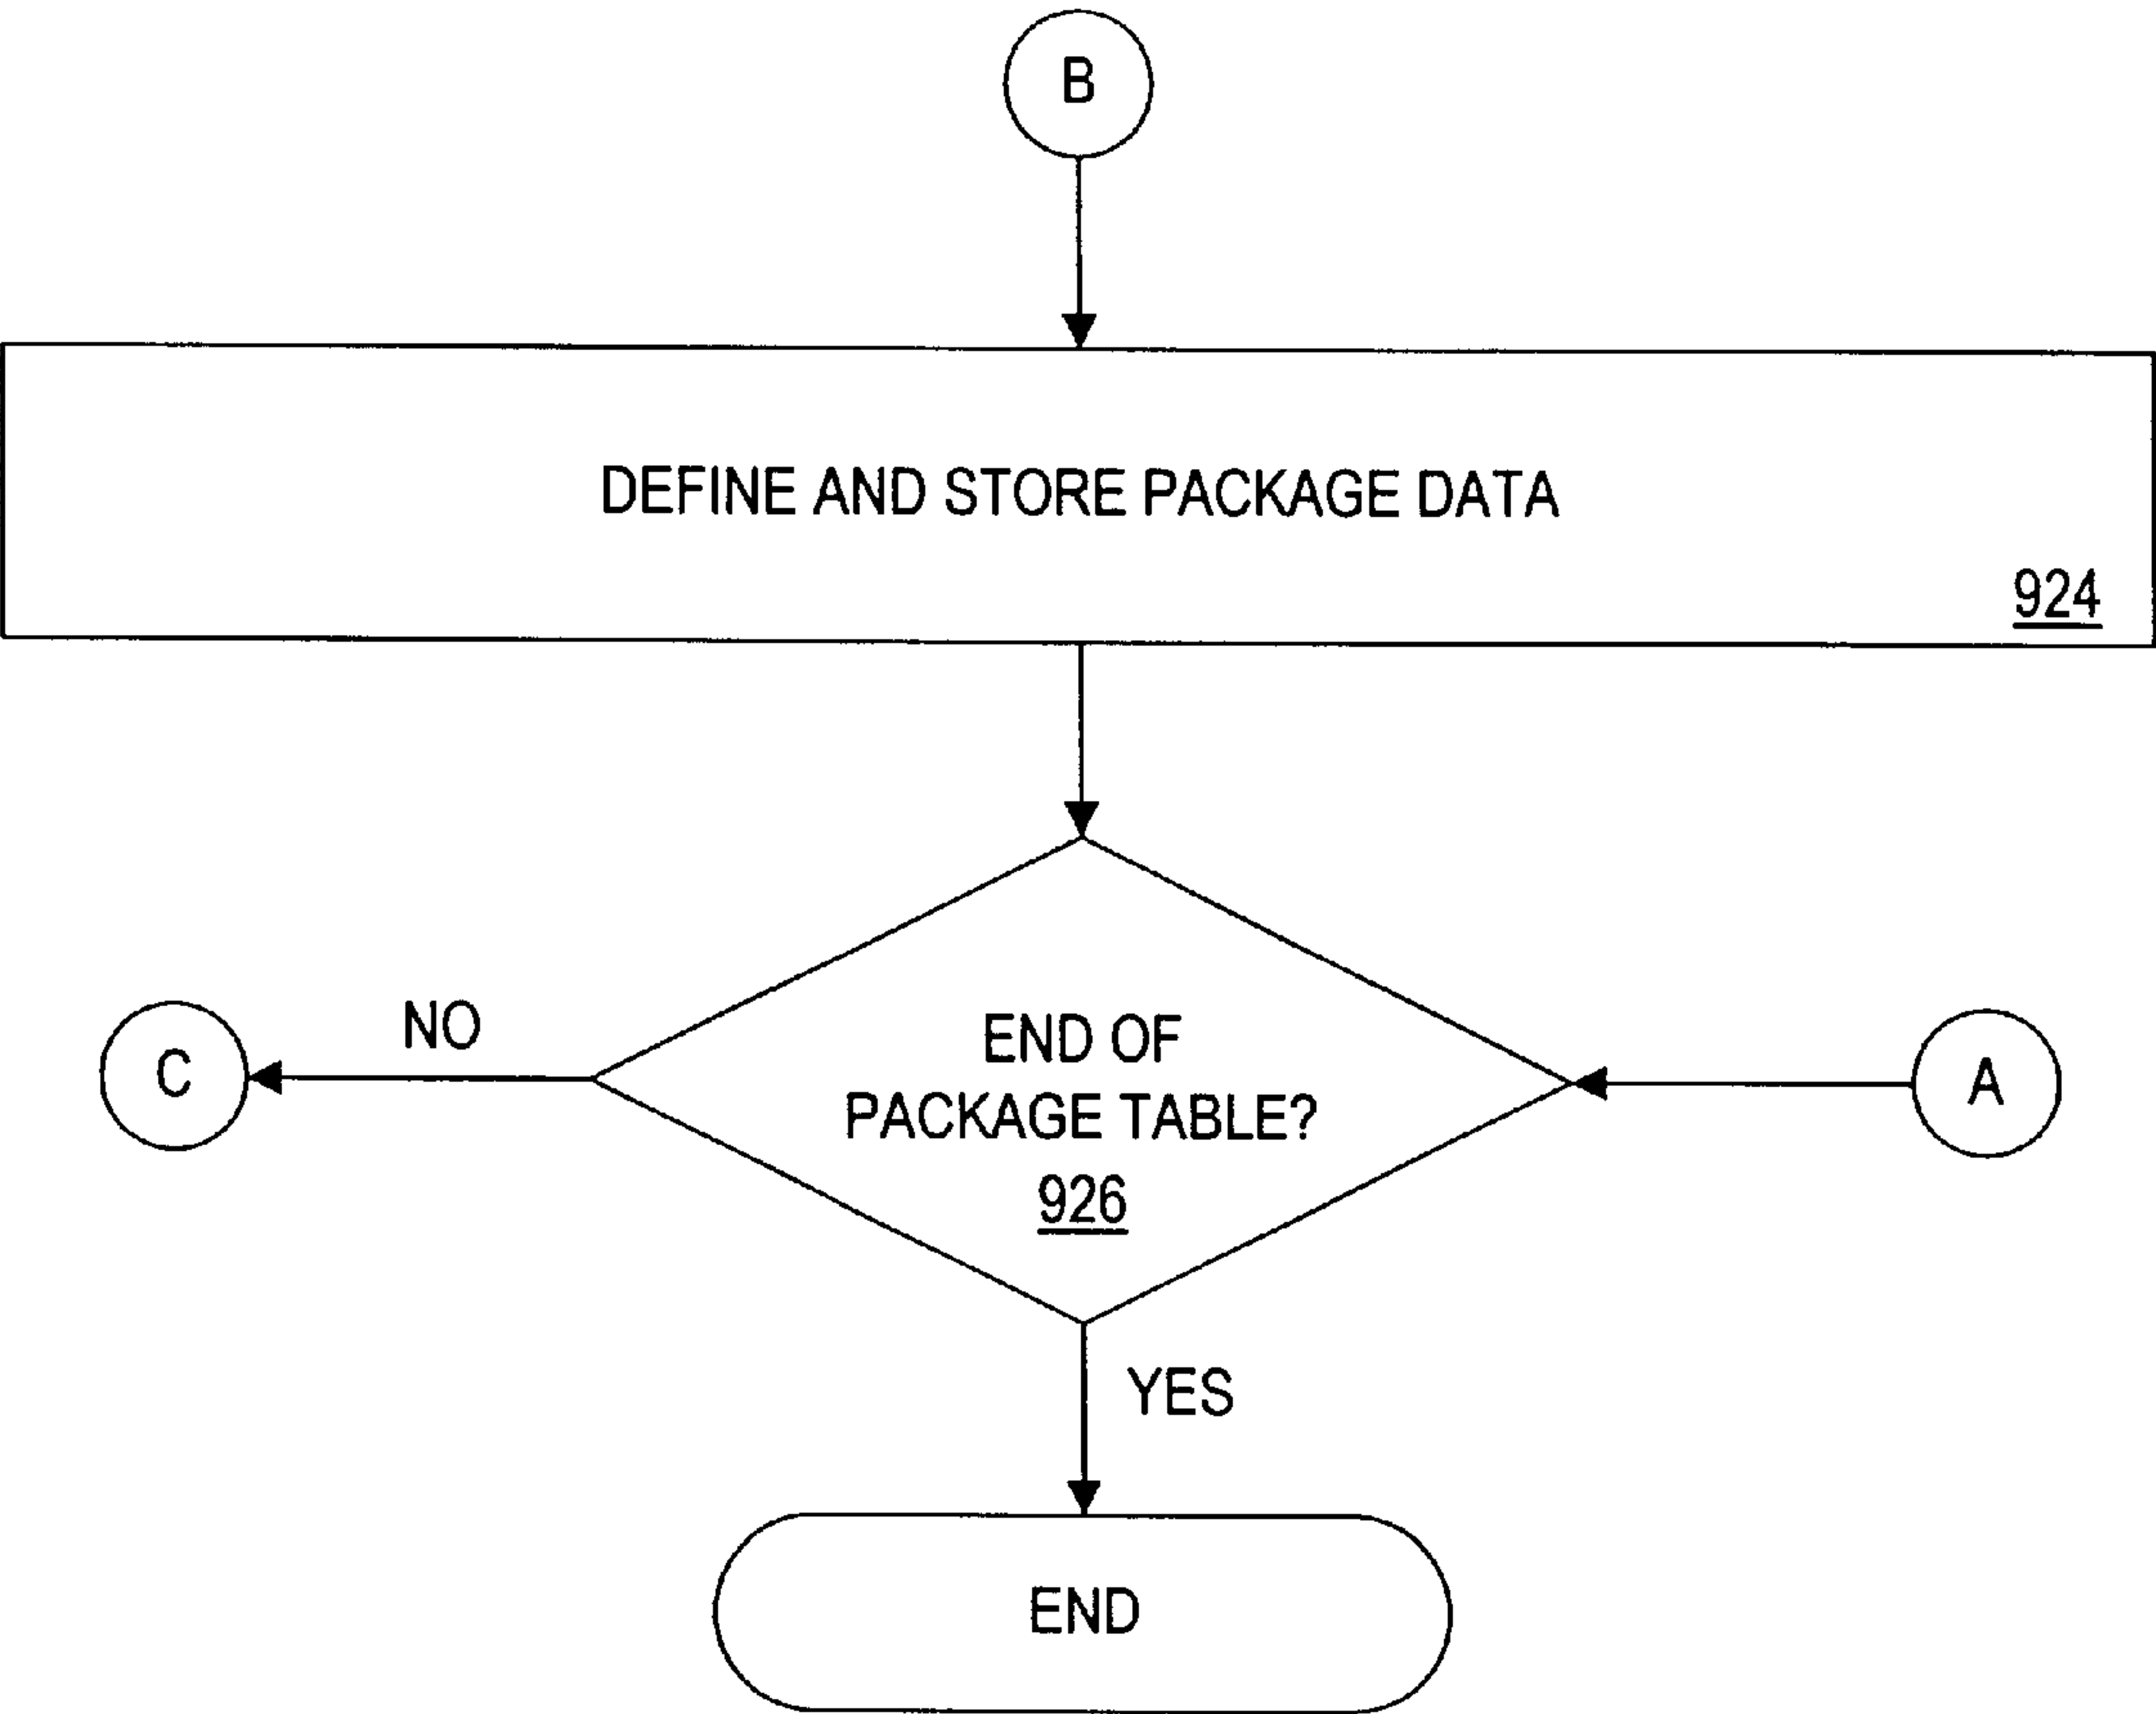 B
DEFINE AND STORE PACKAGE DATA
924
NO
C
END OF
PACKAGE TABLE?
926
A
YES
END